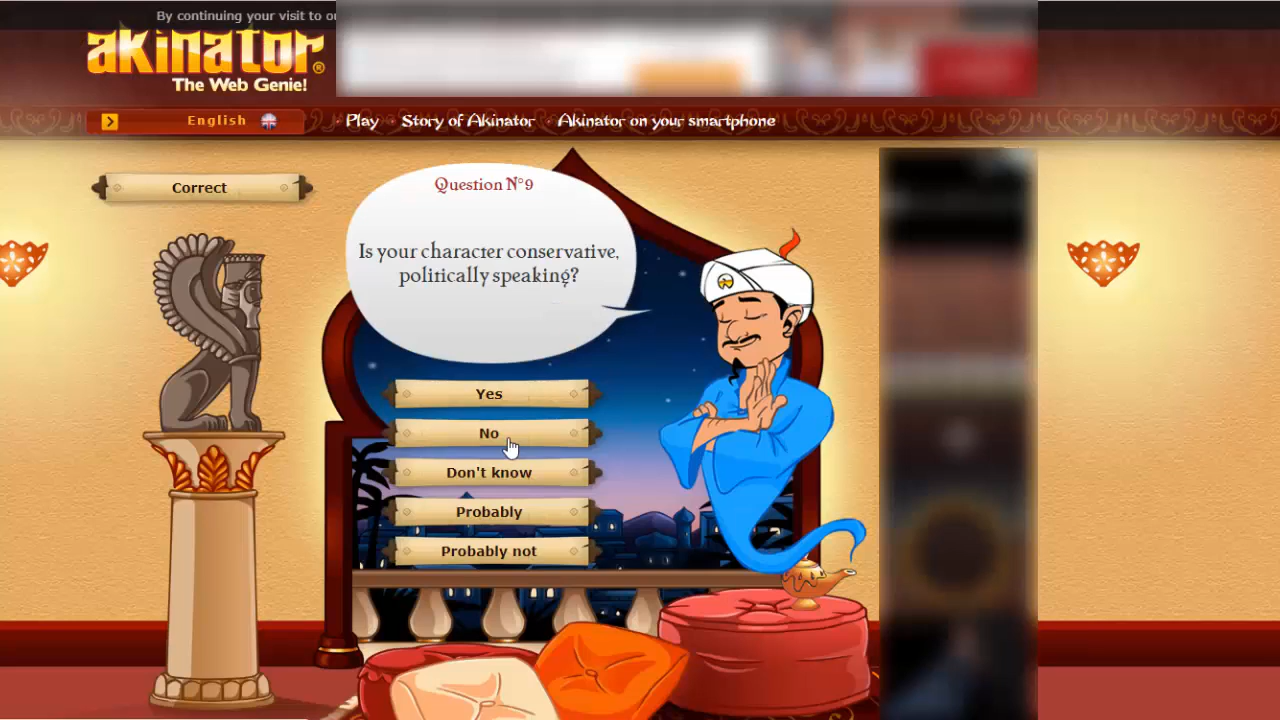 By continuing your visit to
akinator®
The Web Genie!
English
Play
Story of Akinator
Akinator on your smartphone
Correct
Question N°9
Is your character conservative,
politically speaking?
Yes
No
Don't know
Probably
Probably not